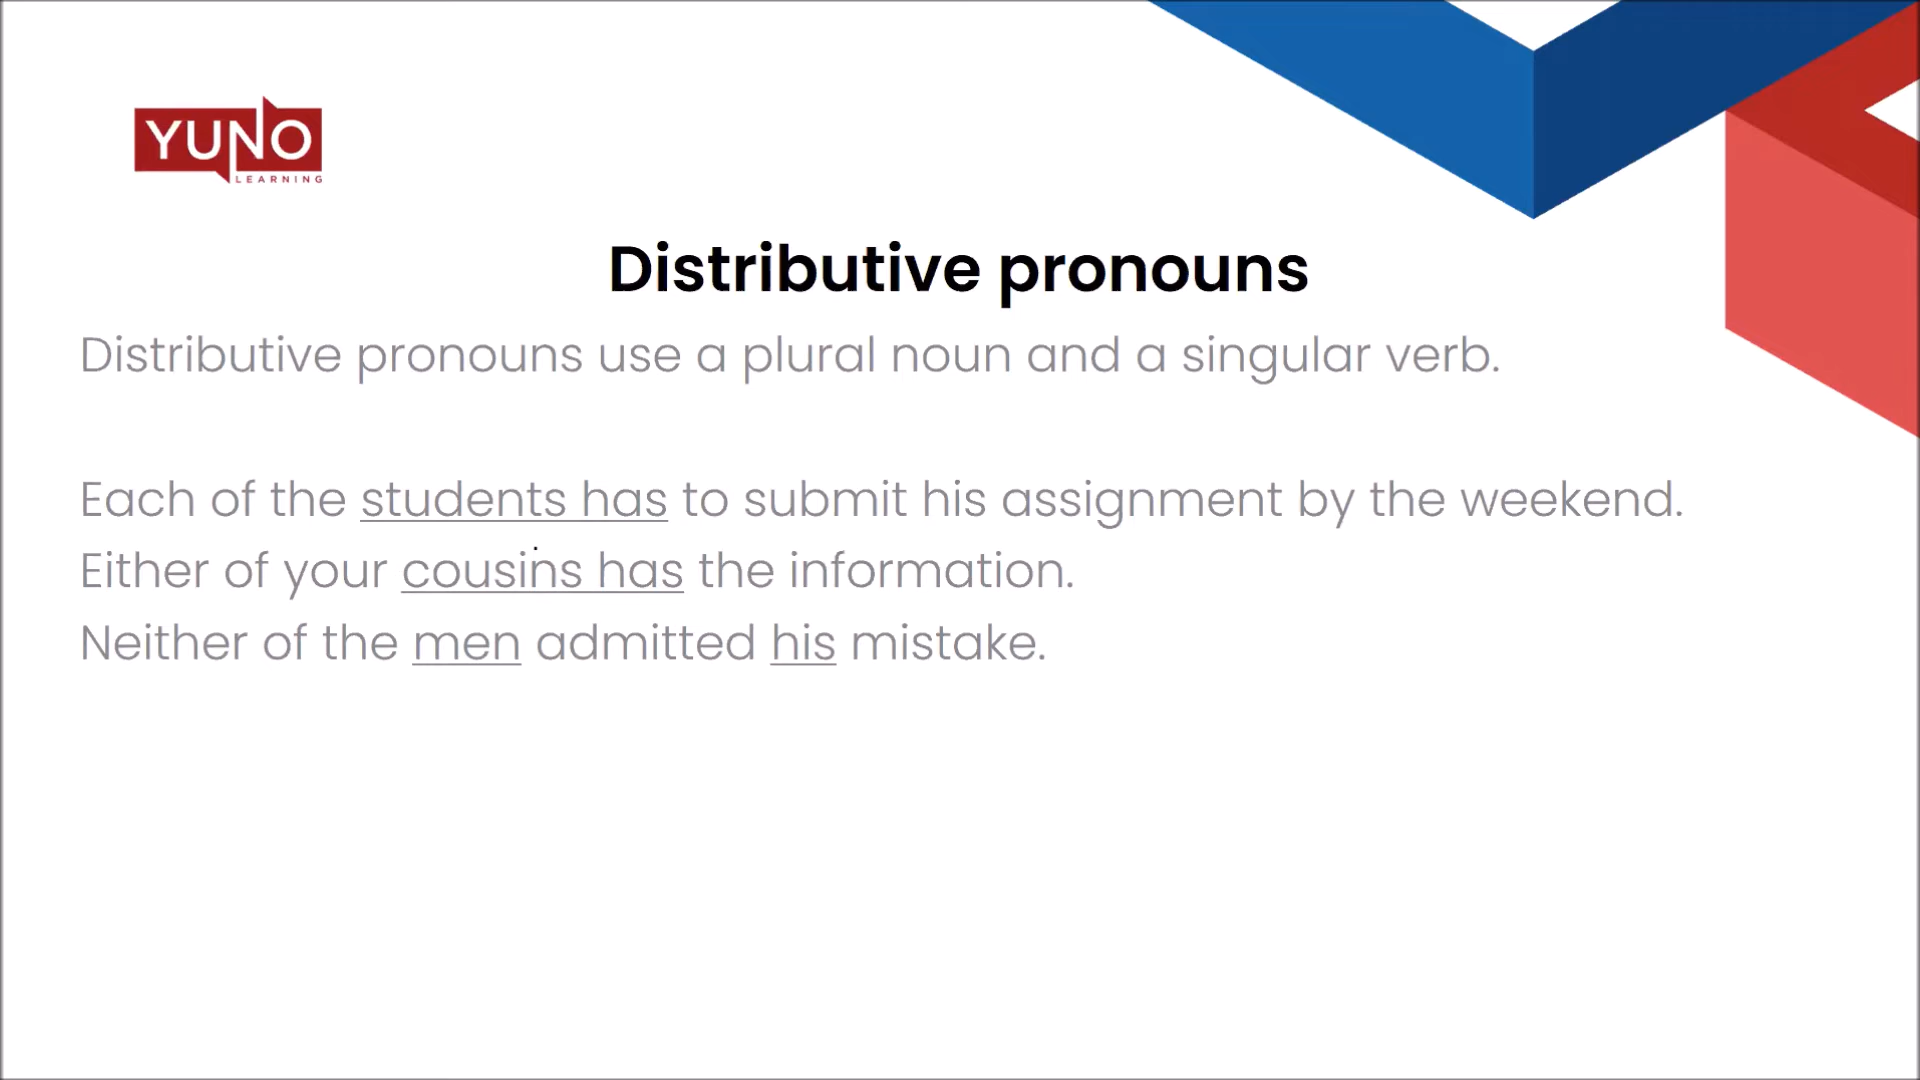 YUNO
LEARNING
Distributive pronouns
Distributive pronouns use a plural noun and a singular verb.
Each of the students has to submit his assignment by the weekend.
Either of your cousins has the information.
Neither of the men admitted his mistake.